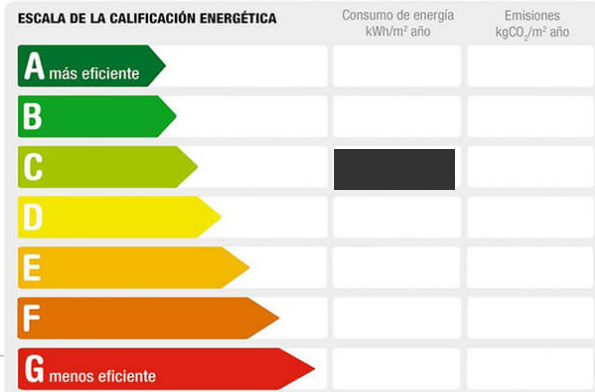 ESCALA DE LA CALIFICACIÓN ENERGÉTICA
Consumo de energía
kWh/m² año
Emisiones
kgCO₂/m² año
A más eficiente
B
C
D
E
F
G menos eficiente